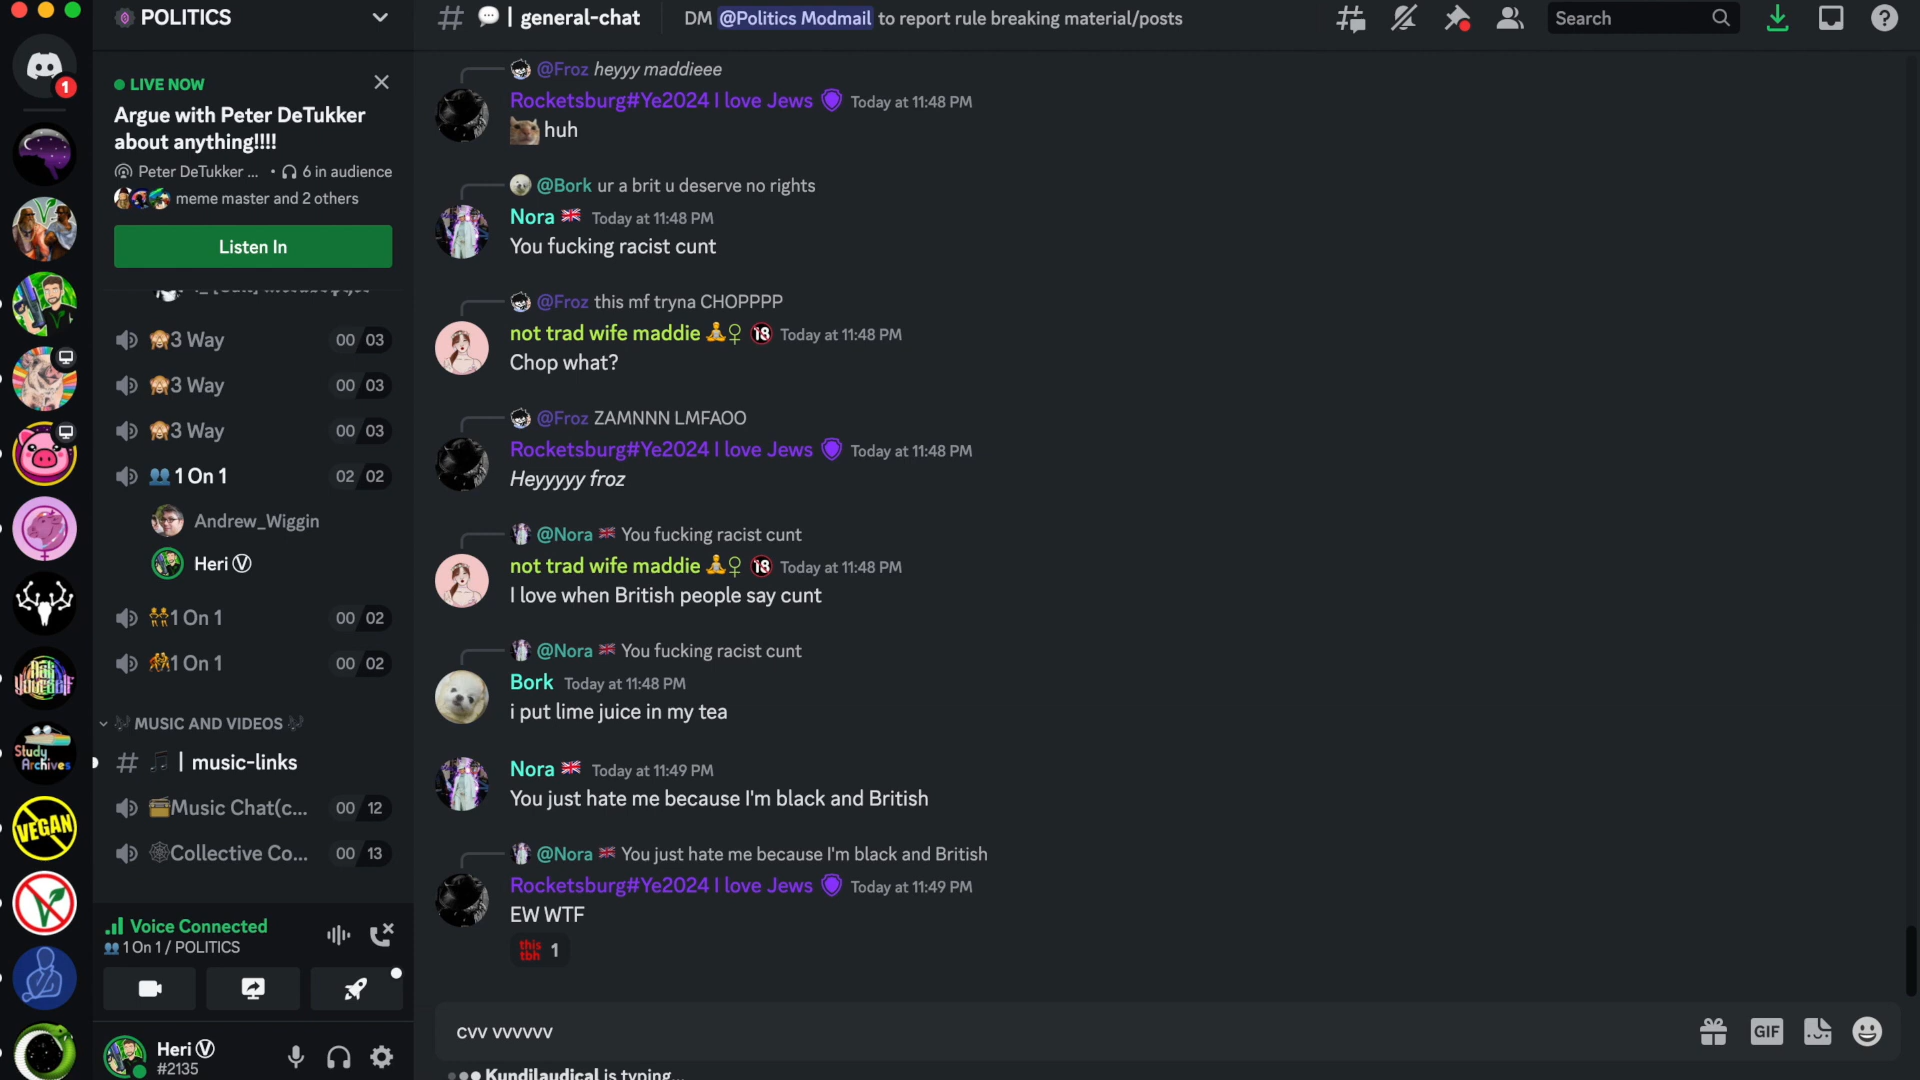 POLITICS
LIVE NOW
Argue with Peter DeTukker
about anything!!!!
Peter DeTukker ... • 6 in audience
meme master and 2 others
Listen In
3 Way 00 03
3 Way 00 03
3 Way 00 03
1 On 1 02 02
Andrew_Wiggin
Heri Ⓥ
1 On 1 00 02
1 On 1 00 02
MUSIC AND VIDEOS
# | music-links
Music Chat(c... 00 12
Collective Co... 00 13
Voice Connected
1 On 1 / POLITICS
Heri Ⓥ
#2135
1
Ask
Yourself
Study
Archives
VEGAN
# | general-chat DM @Politics Modmail to report rule breaking material/posts
Search
@Froz heyyy maddieee
Rocketsburg#Ye2024 I love Jews Today at 11:48 PM
huh
@Bork ur a brit u deserve no rights
Nora 🇬🇧 Today at 11:48 PM
You fucking racist cunt
@Froz this mf tryna CHOPPPP
not trad wife maddie 🧘♀ 🔞 Today at 11:48 PM
Chop what?
@Froz ZAMNNN LMFAOO
Rocketsburg#Ye2024 I love Jews Today at 11:48 PM
Heyyyyy froz
@Nora 🇬🇧 You fucking racist cunt
not trad wife maddie 🧘♀ 🔞 Today at 11:48 PM
I love when British people say cunt
@Nora 🇬🇧 You fucking racist cunt
Bork Today at 11:48 PM
i put lime juice in my tea
Nora 🇬🇧 Today at 11:49 PM
You just hate me because I'm black and British
@Nora 🇬🇧 You just hate me because I'm black and British
Rocketsburg#Ye2024 I love Jews Today at 11:49 PM
EW WTF
this
tbh 1
cvv vvvvvv
GIF
Kundilaudical is typing...